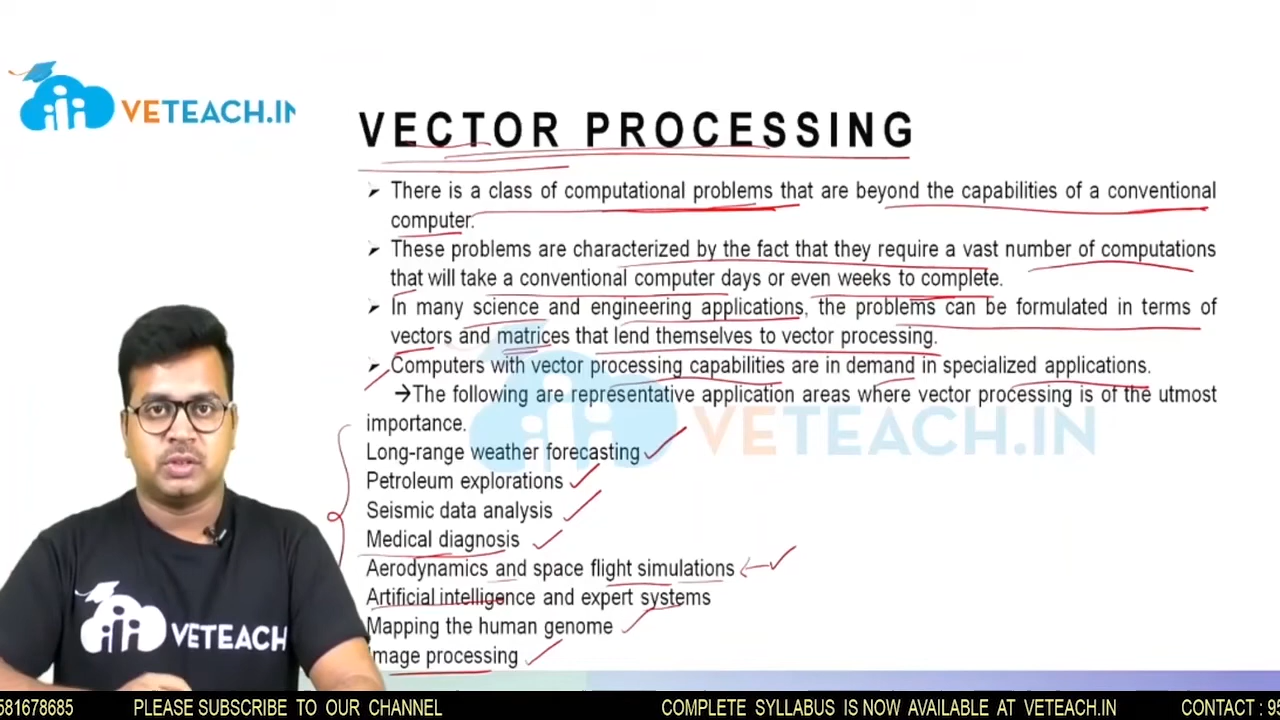 VETEACH.IN
VECTOR PROCESSING
➤ There is a class of computational problems that are beyond the capabilities of a conventional
computer.
➤ These problems are characterized by the fact that they require a vast number of computations
that will take a conventional computer days or even weeks to complete.
➤ In many science and engineering applications, the problems can be formulated in terms of
vectors and matrices that lend themselves to vector processing.
➤ Computers with vector processing capabilities are in demand in specialized applications.
→The following are representative application areas where vector processing is of the utmost
importance.
VETEACH.IN
Long-range weather forecasting
Petroleum explorations
Seismic data analysis
Medical diagnosis
Aerodynamics and space flight simulations
Artificial intelligence and expert systems
Mapping the human genome
Image processing
VETEACH
581678685 PLEASE SUBSCRIBE TO OUR CHANNEL COMPLETE SYLLABUS IS NOW AVAILABLE AT VETEACH.IN CONTACT : 95